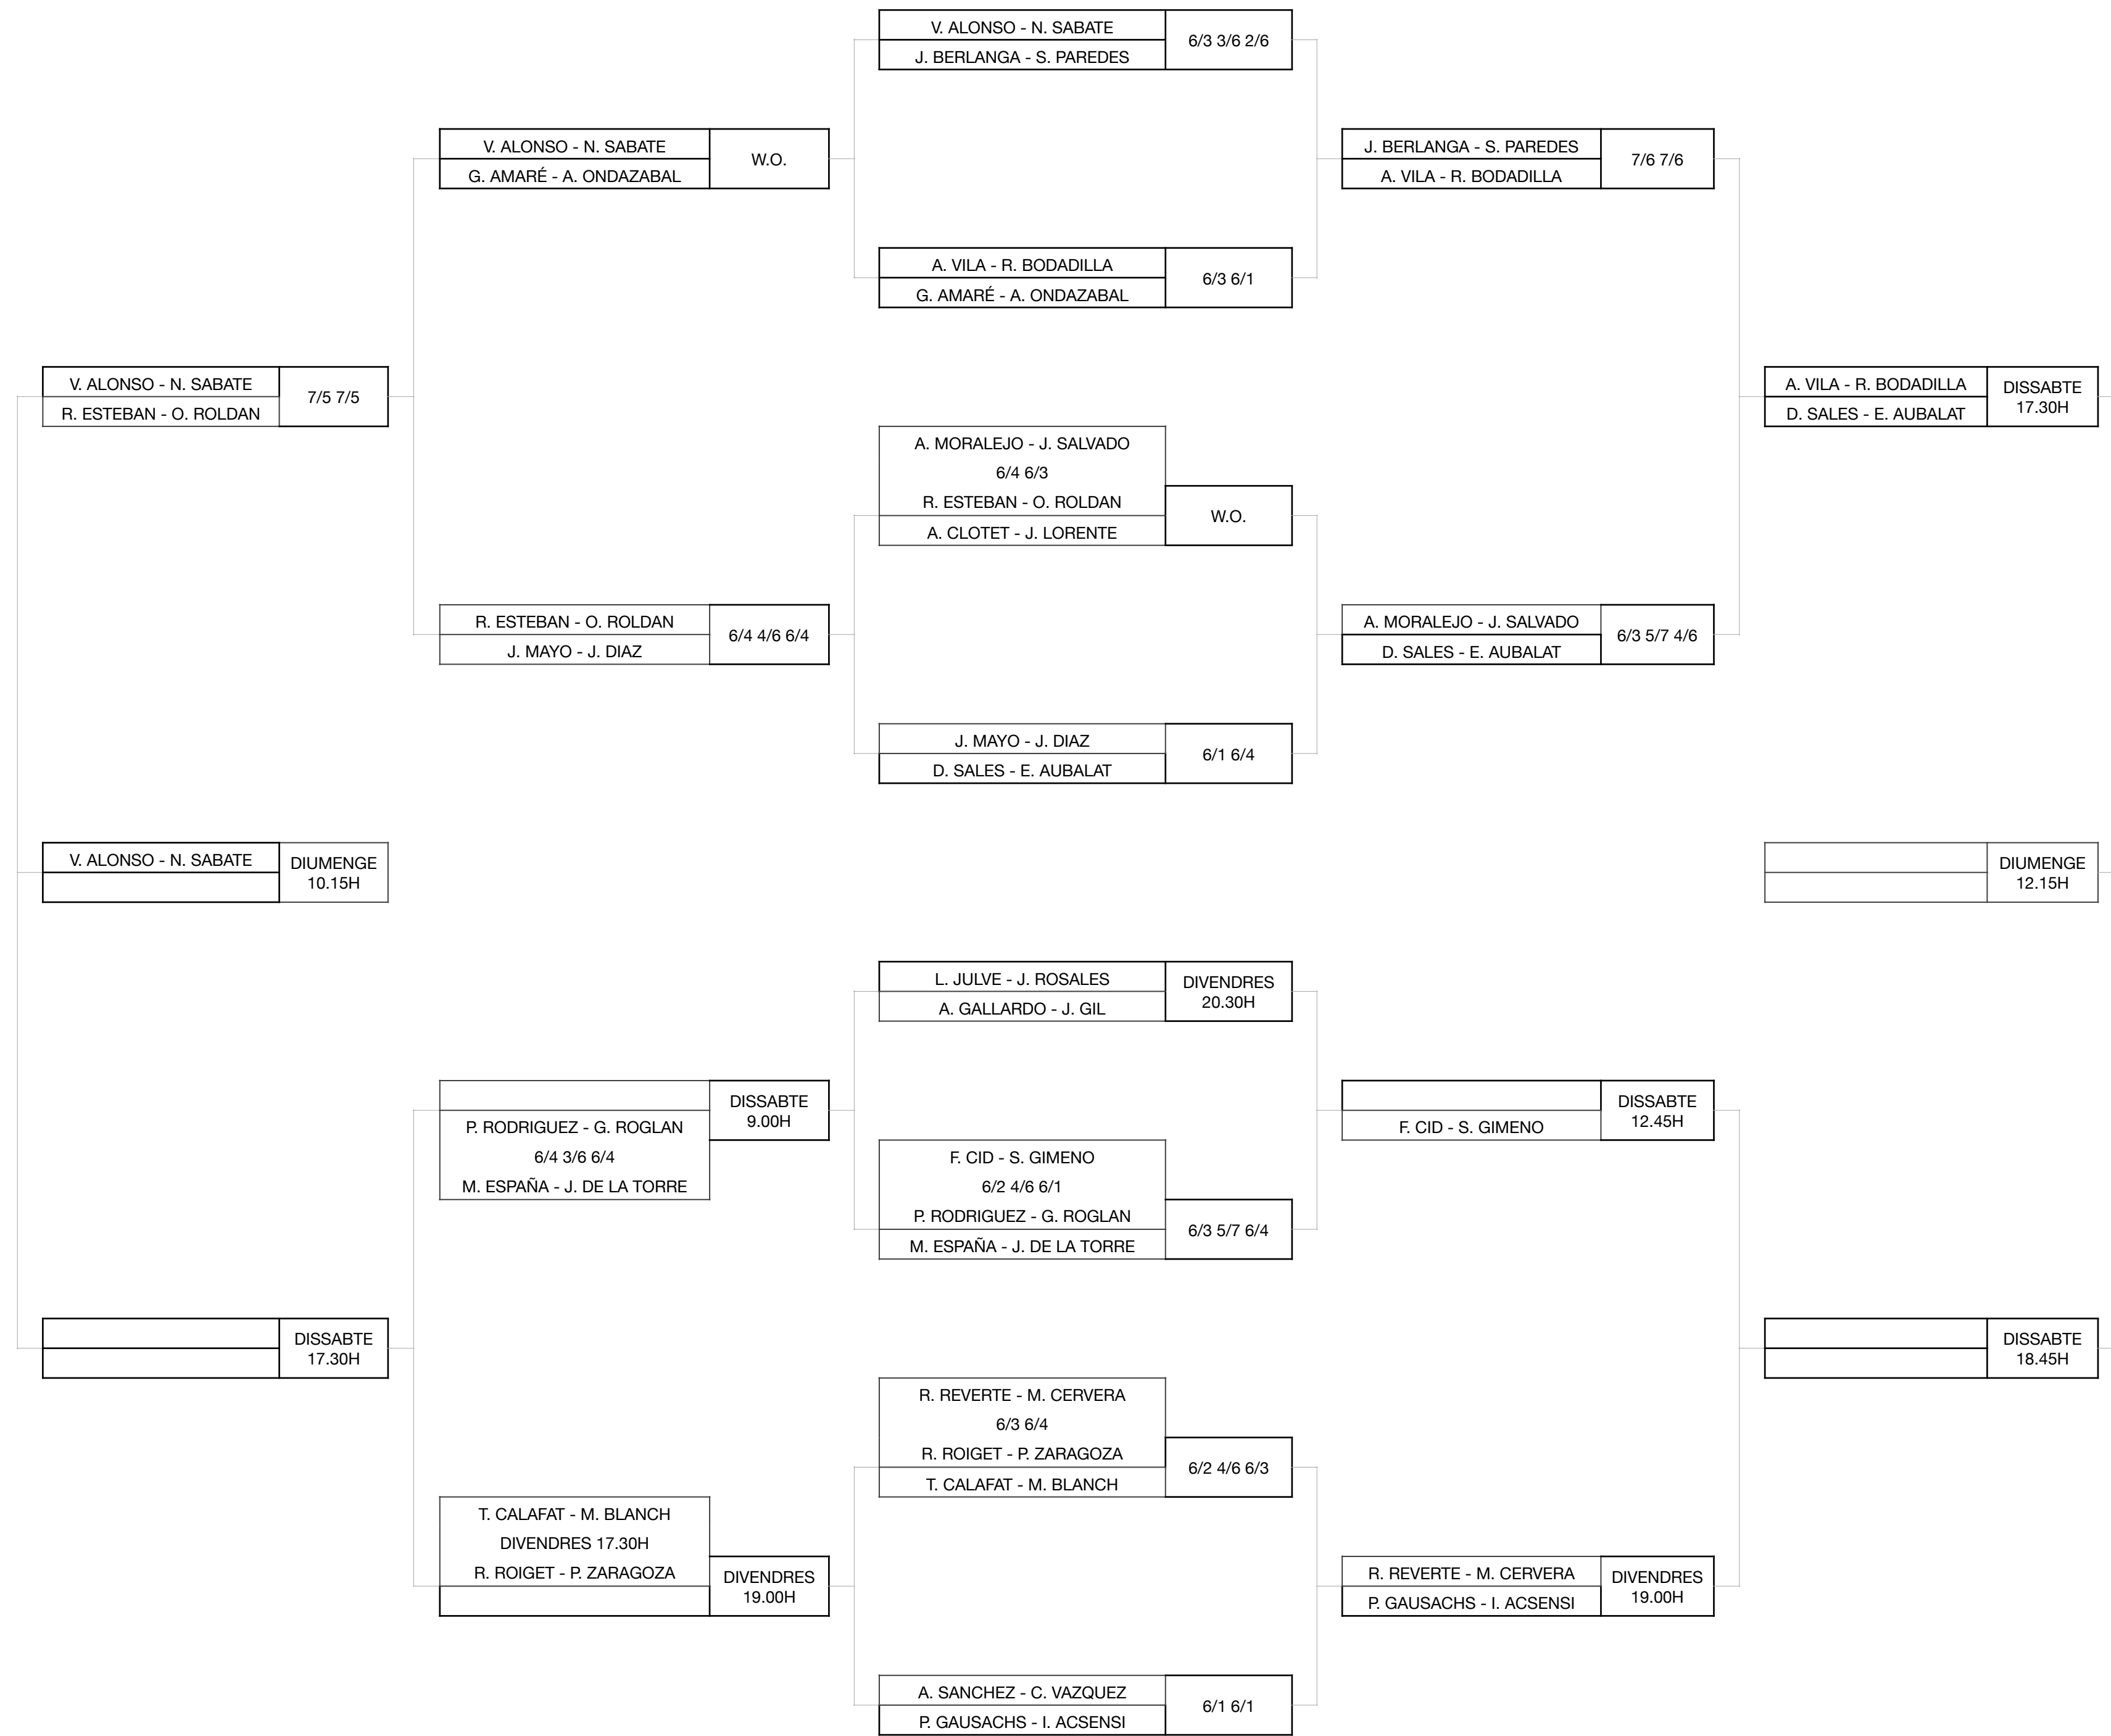 V. ALONSO - N. SABATE
J. BERLANGA - S. PAREDES
6/3 3/6 2/6
V. ALONSO - N. SABATE
G. AMARÉ - A. ONDAZABAL
W.O.
J. BERLANGA - S. PAREDES
A. VILA - R. BODADILLA
7/6 7/6
A. VILA - R. BODADILLA
G. AMARÉ - A. ONDAZABAL
6/3 6/1
V. ALONSO - N. SABATE
R. ESTEBAN - O. ROLDAN
7/5 7/5
A. VILA - R. BODADILLA
D. SALES - E. AUBALAT
DISSABTE
17.30H
A. MORALEJO - J. SALVADO
6/4 6/3
R. ESTEBAN - O. ROLDAN
A. CLOTET - J. LORENTE
W.O.
R. ESTEBAN - O. ROLDAN
J. MAYO - J. DIAZ
6/4 4/6 6/4
A. MORALEJO - J. SALVADO
D. SALES - E. AUBALAT
6/3 5/7 4/6
J. MAYO - J. DIAZ
D. SALES - E. AUBALAT
6/1 6/4
V. ALONSO - N. SABATE
DIUMENGE
10.15H
DIUMENGE
12.15H
L. JULVE - J. ROSALES
A. GALLARDO - J. GIL
DIVENDRES
20.30H
DISSABTE
9.00H
P. RODRIGUEZ - G. ROGLAN
6/4 3/6 6/4
M. ESPAÑA - J. DE LA TORRE
DISSABTE
12.45H
F. CID - S. GIMENO
F. CID - S. GIMENO
6/2 4/6 6/1
P. RODRIGUEZ - G. ROGLAN
M. ESPAÑA - J. DE LA TORRE
6/3 5/7 6/4
DISSABTE
17.30H
DISSABTE
18.45H
R. REVERTE - M. CERVERA
6/3 6/4
R. ROIGET - P. ZARAGOZA
T. CALAFAT - M. BLANCH
6/2 4/6 6/3
T. CALAFAT - M. BLANCH
DIVENDRES 17.30H
R. ROIGET - P. ZARAGOZA
DIVENDRES
19.00H
R. REVERTE - M. CERVERA
P. GAUSACHS - I. ACSENSI
DIVENDRES
19.00H
A. SANCHEZ - C. VAZQUEZ
P. GAUSACHS - I. ACSENSI
6/1 6/1